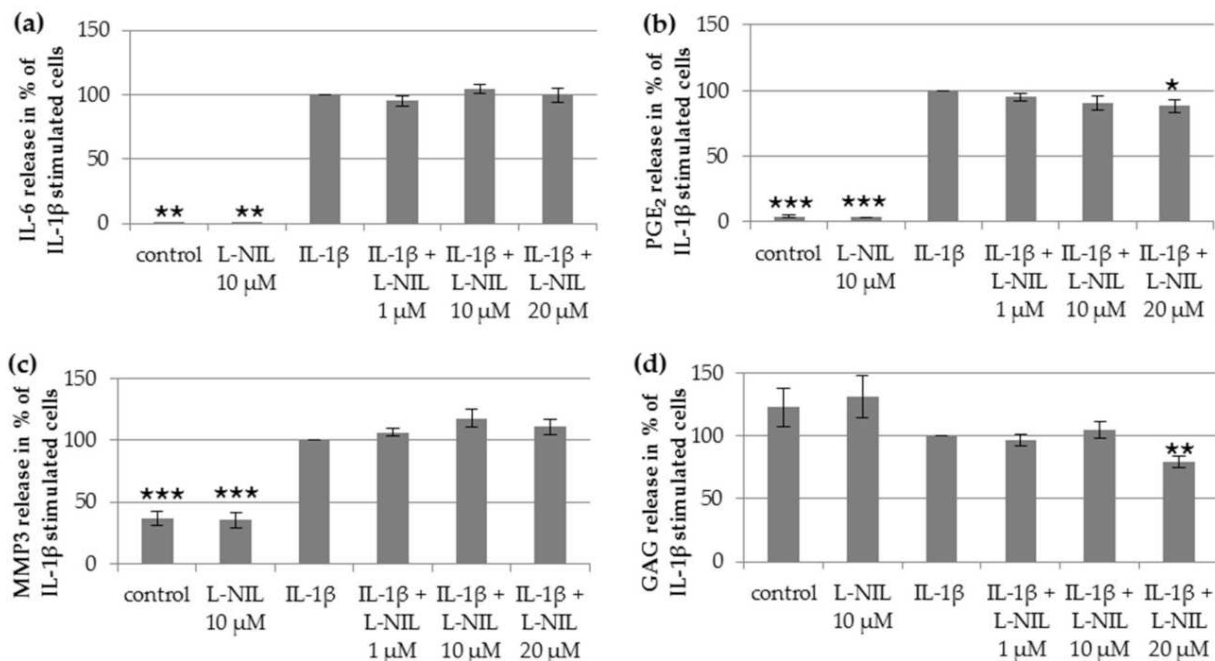 (a)
IL-6 release in % of
IL-1β stimulated cells
150
100
50
0
★★
★★
control
L-NIL
10 µM
IL-1β
IL-1β +
L-NIL
1 µM
IL-1β +
L-NIL
10 µM
IL-1β +
L-NIL
20 µM
(b)
PGE₂ release in % of
IL-1β stimulated cells
150
100
50
0
★★★
★★★
★
control
L-NIL
10 µM
IL-1β
IL-1β +
L-NIL
1 µM
IL-1β +
L-NIL
10 µM
IL-1β +
L-NIL
20 µM
(c)
MMP3 release in % of
IL-1β stimulated cells
150
100
50
0
★★★
★★★
control
L-NIL
10 µM
IL-1β
IL-1β +
L-NIL
1 µM
IL-1β +
L-NIL
10 µM
IL-1β +
L-NIL
20 µM
(d)
GAG release in % of
IL-1β stimulated cells
150
100
50
0
★★
control
L-NIL
10 µM
IL-1β
IL-1β +
L-NIL
1 µM
IL-1β +
L-NIL
10 µM
IL-1β +
L-NIL
20 µM